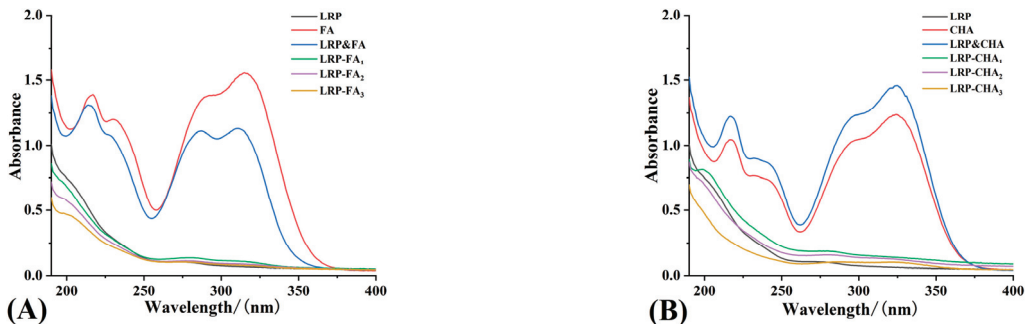 2.0
1.5
1.0
0.5
0.0
Absorbance
LRP
FA
LRP&FA
LRP-FA₁
LRP-FA₂
LRP-FA₃
200 250 300 350 400
Wavelength/ (nm)
(A)
2.0
1.5
1.0
0.5
0.0
Absorbance
LRP
CHA
LRP&CHA
LRP-CHA₁
LRP-CHA₂
LRP-CHA₃
200 250 300 350 400
Wavelength/ (nm)
(B)